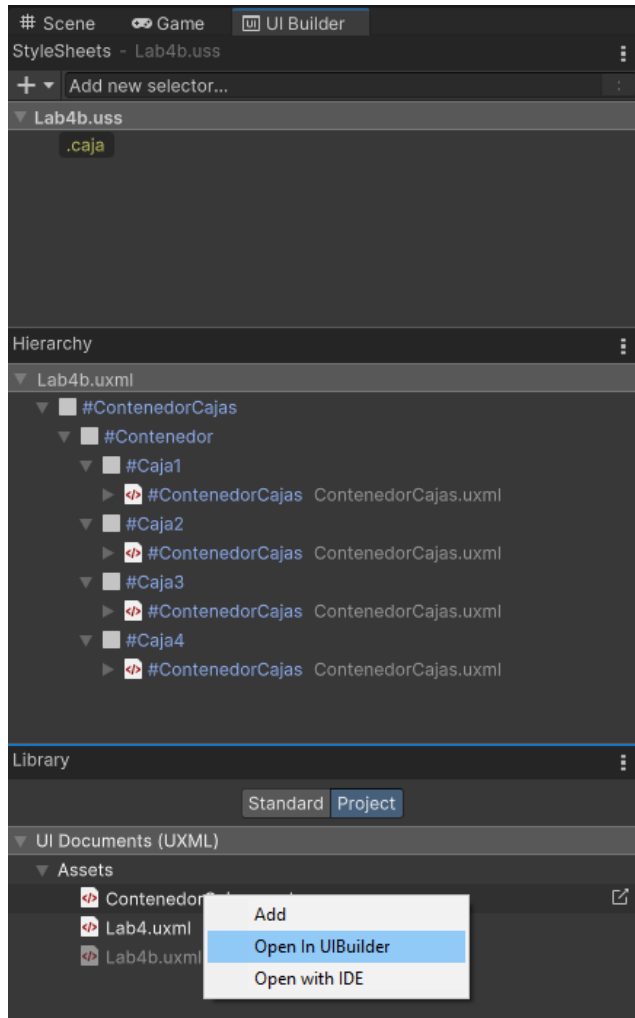 Scene Game UI Builder
StyleSheets - Lab4b.uss
Add new selector...
Lab4b.uss
.caja
Hierarchy
Lab4b.uxml
#ContenedorCajas
#Contenedor
#Caja1
#ContenedorCajas ContenedorCajas.uxml
#Caja2
#ContenedorCajas ContenedorCajas.uxml
#Caja3
#ContenedorCajas ContenedorCajas.uxml
#Caja4
#ContenedorCajas ContenedorCajas.uxml
Library
Standard Project
UI Documents (UXML)
Assets
Lab4.uxml
Lab4b.uxml
Add
Open In UIBuilder
Open with IDE